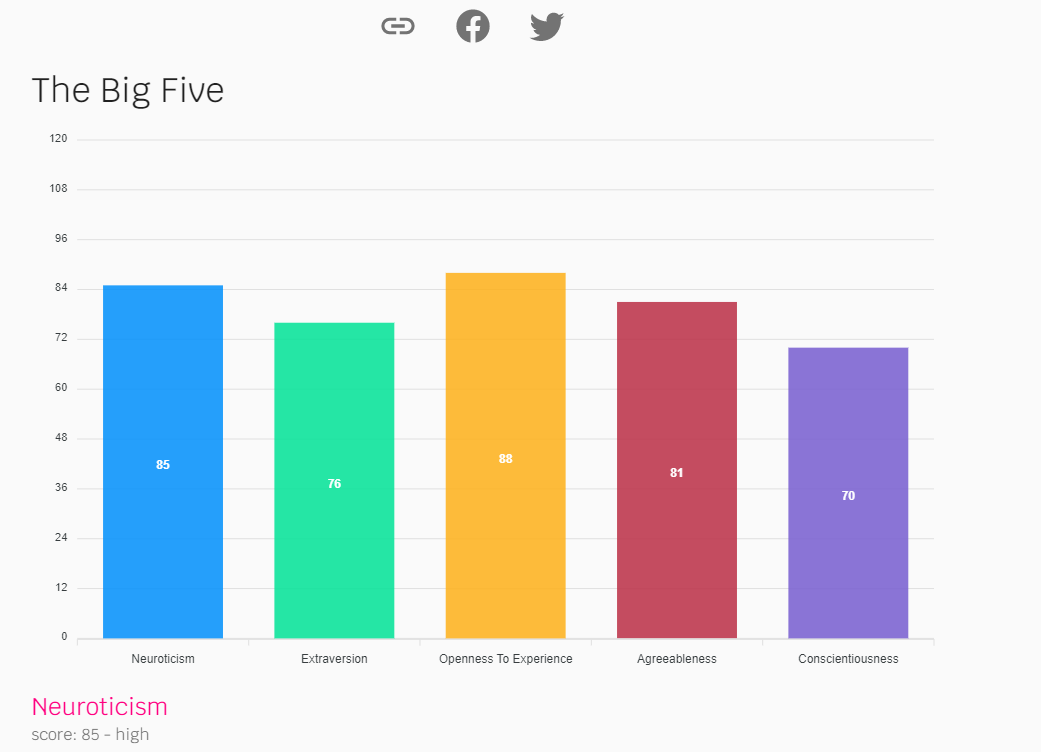 The Big Five
120
108
96
84
72
60
48
36
24
12
0
85
76
88
81
70
Neuroticism
Extraversion
Openness To Experience
Agreeableness
Conscientiousness
Neuroticism
score: 85 - high